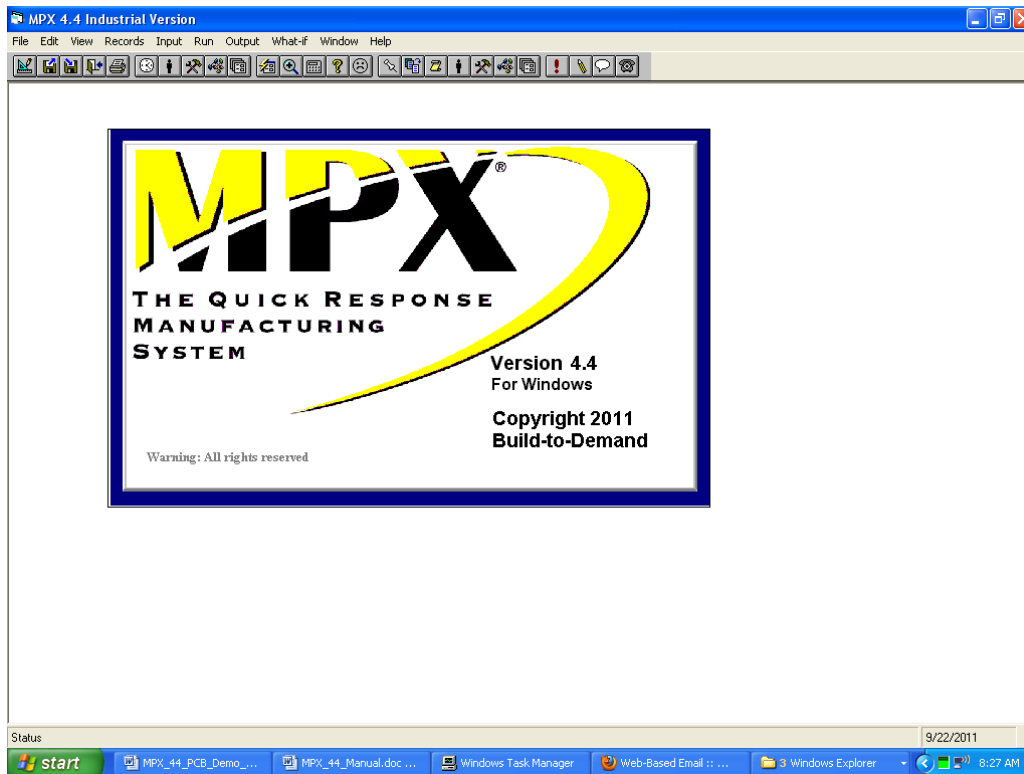 MPX 4.4 Industrial Version
File Edit View Records Input Run Output What-if Window Help
MPX®
THE QUICK RESPONSE
MANUFACTURING
SYSTEM
Version 4.4
For Windows
Copyright 2011
Build-to-Demand
Warning: All rights reserved
Status 9/22/2011
start MPX_44_PCB_Demo_... MPX_44_Manual.doc ... Windows Task Manager Web-Based Email :: ... 3 Windows Explorer 8:27 AM